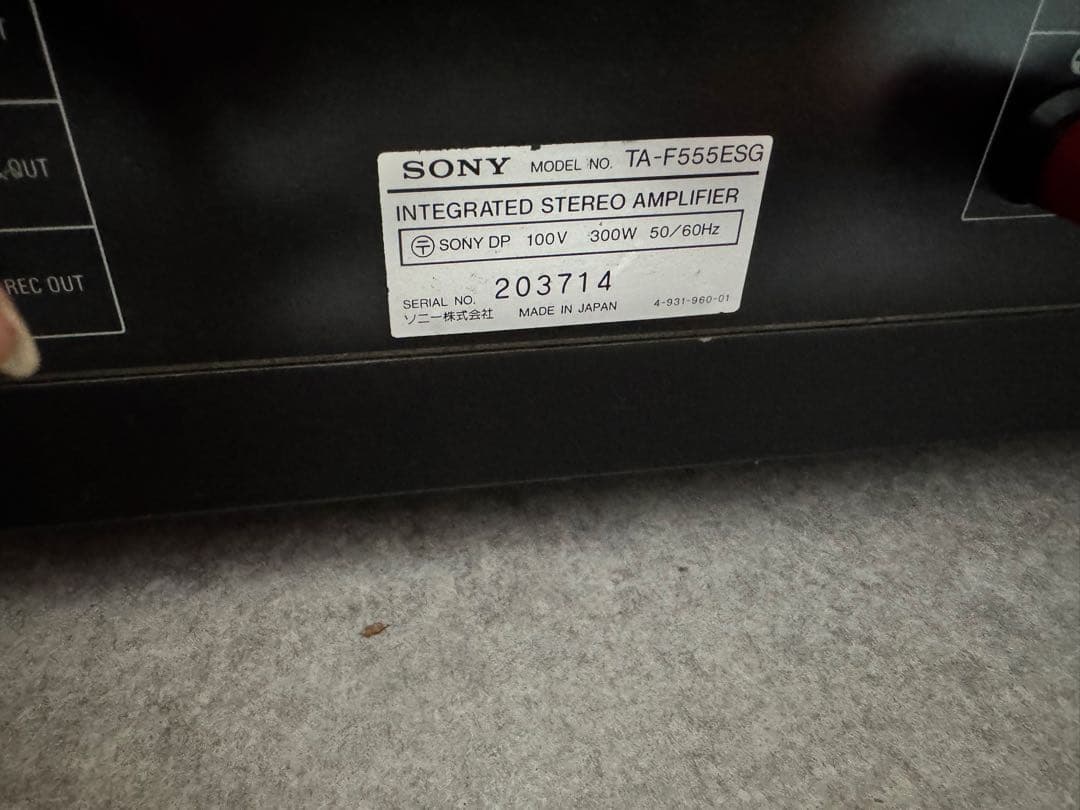 OUT
REC OUT
SONY MODEL NO. TA-F555ESG
INTEGRATED STEREO AMPLIFIER
〒 SONY DP 100V 300W 50/60Hz
SERIAL NO. 203714
ソニー株式会社 MADE IN JAPAN 4-931-960-01